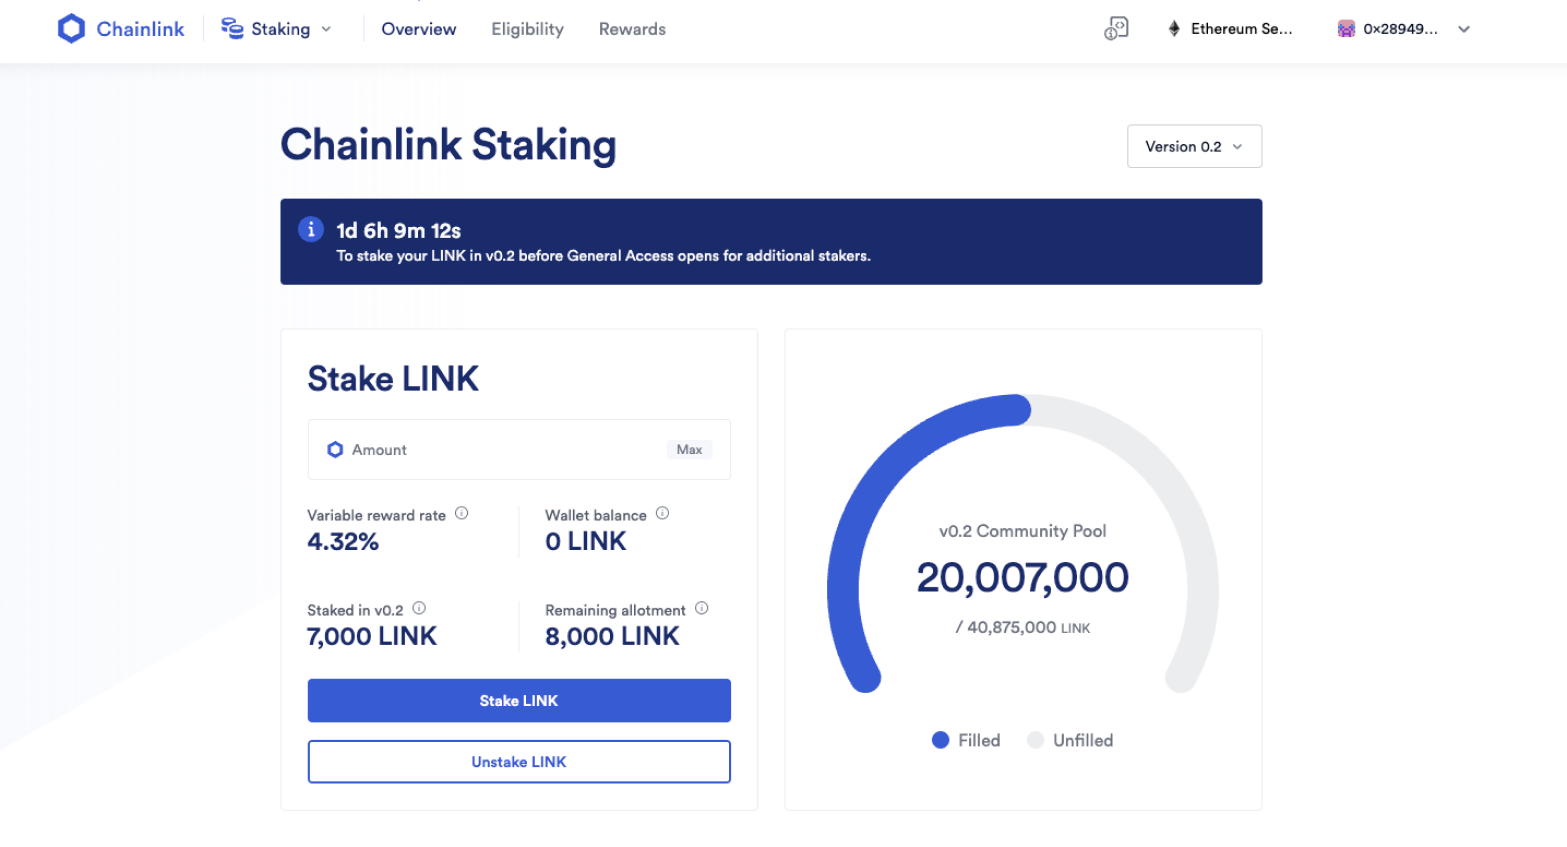 Chainlink
Staking
Overview
Eligibility
Rewards
Ethereum Se...
0x28949...
Chainlink Staking
Version 0.2
1d 6h 9m 12s
To stake your LINK in v0.2 before General Access opens for additional stakers.
Stake LINK
Amount
Max
Variable reward rate
4.32%
Wallet balance
0 LINK
Staked in v0.2
7,000 LINK
Remaining allotment
8,000 LINK
Stake LINK
Unstake LINK
v0.2 Community Pool
20,007,000
/ 40,875,000 LINK
Filled
Unfilled